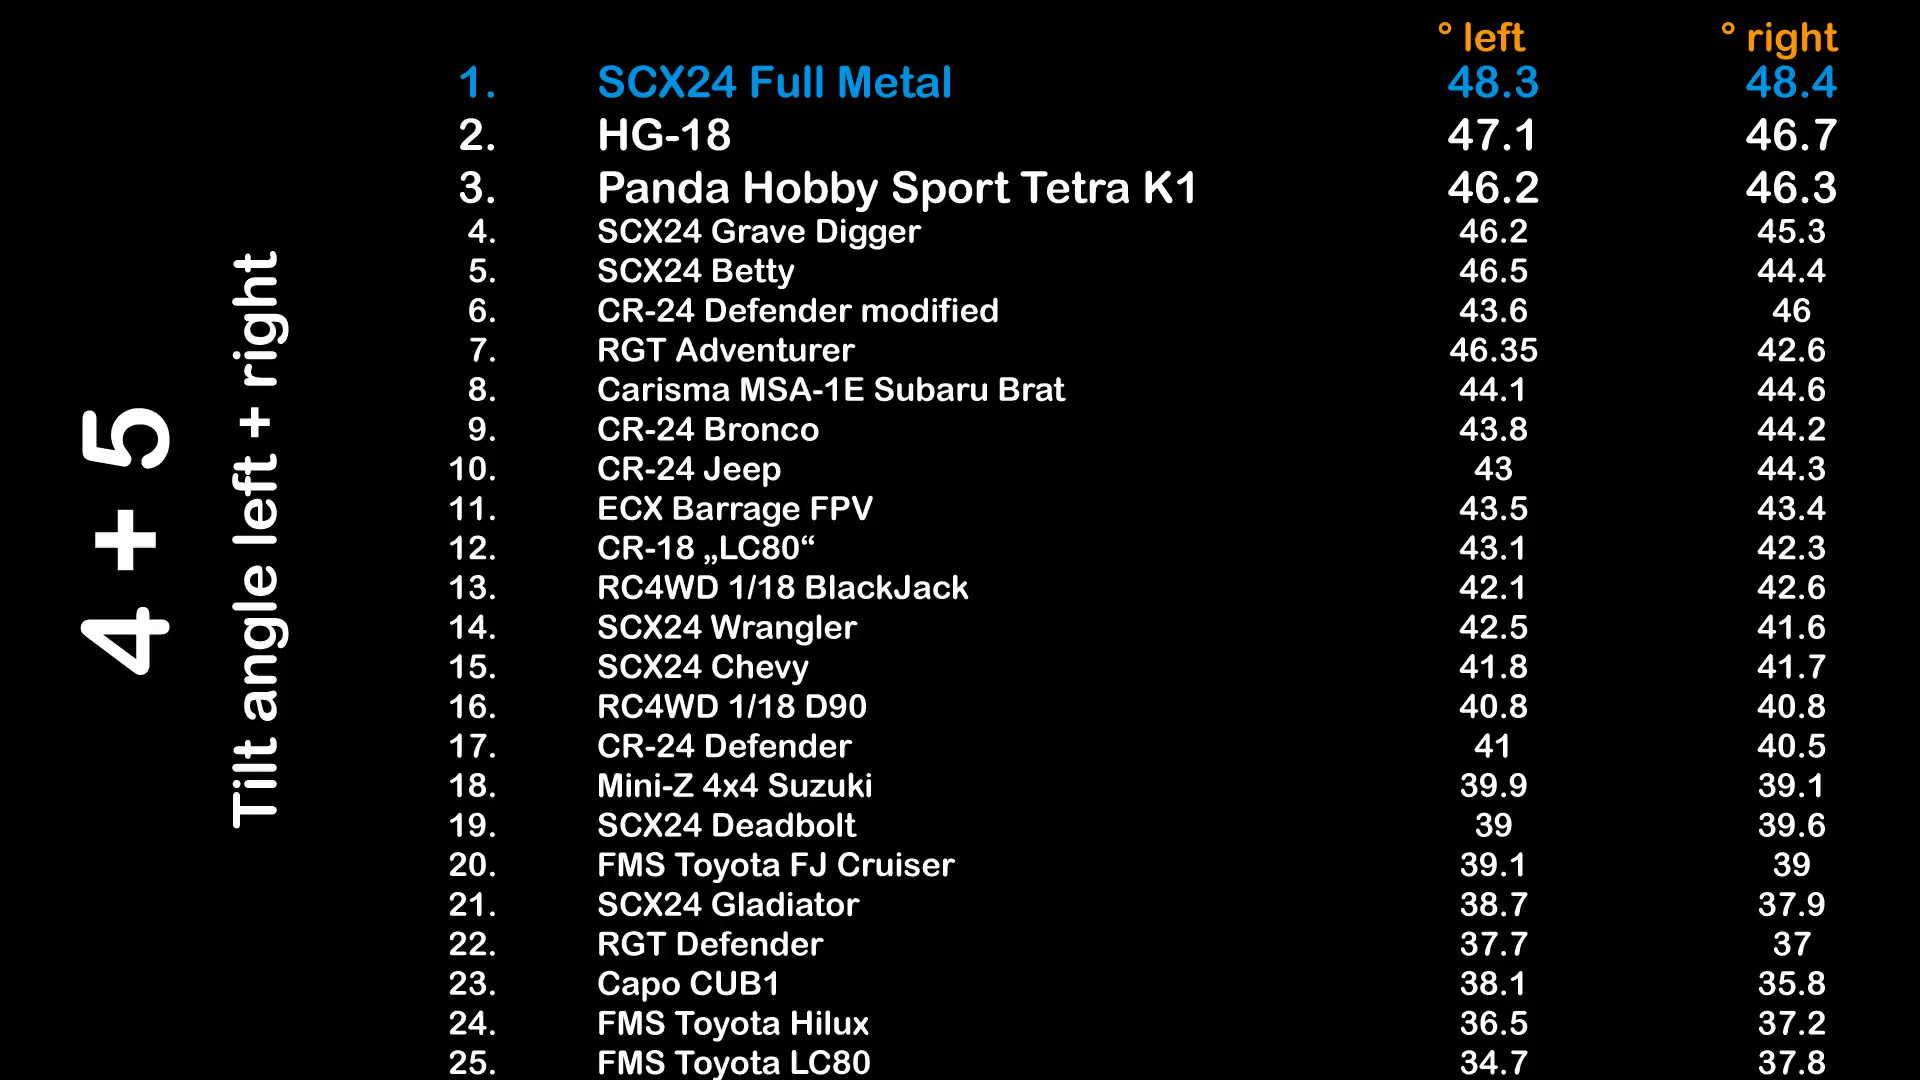 4 + 5
Tilt angle left + right
° left ° right
1. SCX24 Full Metal 48.3 48.4
2. HG-18 47.1 46.7
3. Panda Hobby Sport Tetra K1 46.2 46.3
4. SCX24 Grave Digger 46.2 45.3
5. SCX24 Betty 46.5 44.4
6. CR-24 Defender modified 43.6 46
7. RGT Adventurer 46.35 42.6
8. Carisma MSA-1E Subaru Brat 44.1 44.6
9. CR-24 Bronco 43.8 44.2
10. CR-24 Jeep 43 44.3
11. ECX Barrage FPV 43.5 43.4
12. CR-18 „LC80“ 43.1 42.3
13. RC4WD 1/18 BlackJack 42.1 42.6
14. SCX24 Wrangler 42.5 41.6
15. SCX24 Chevy 41.8 41.7
16. RC4WD 1/18 D90 40.8 40.8
17. CR-24 Defender 41 40.5
18. Mini-Z 4x4 Suzuki 39.9 39.1
19. SCX24 Deadbolt 39 39.6
20. FMS Toyota FJ Cruiser 39.1 39
21. SCX24 Gladiator 38.7 37.9
22. RGT Defender 37.7 37
23. Capo CUB1 38.1 35.8
24. FMS Toyota Hilux 36.5 37.2
25. FMS Toyota LC80 34.7 37.8